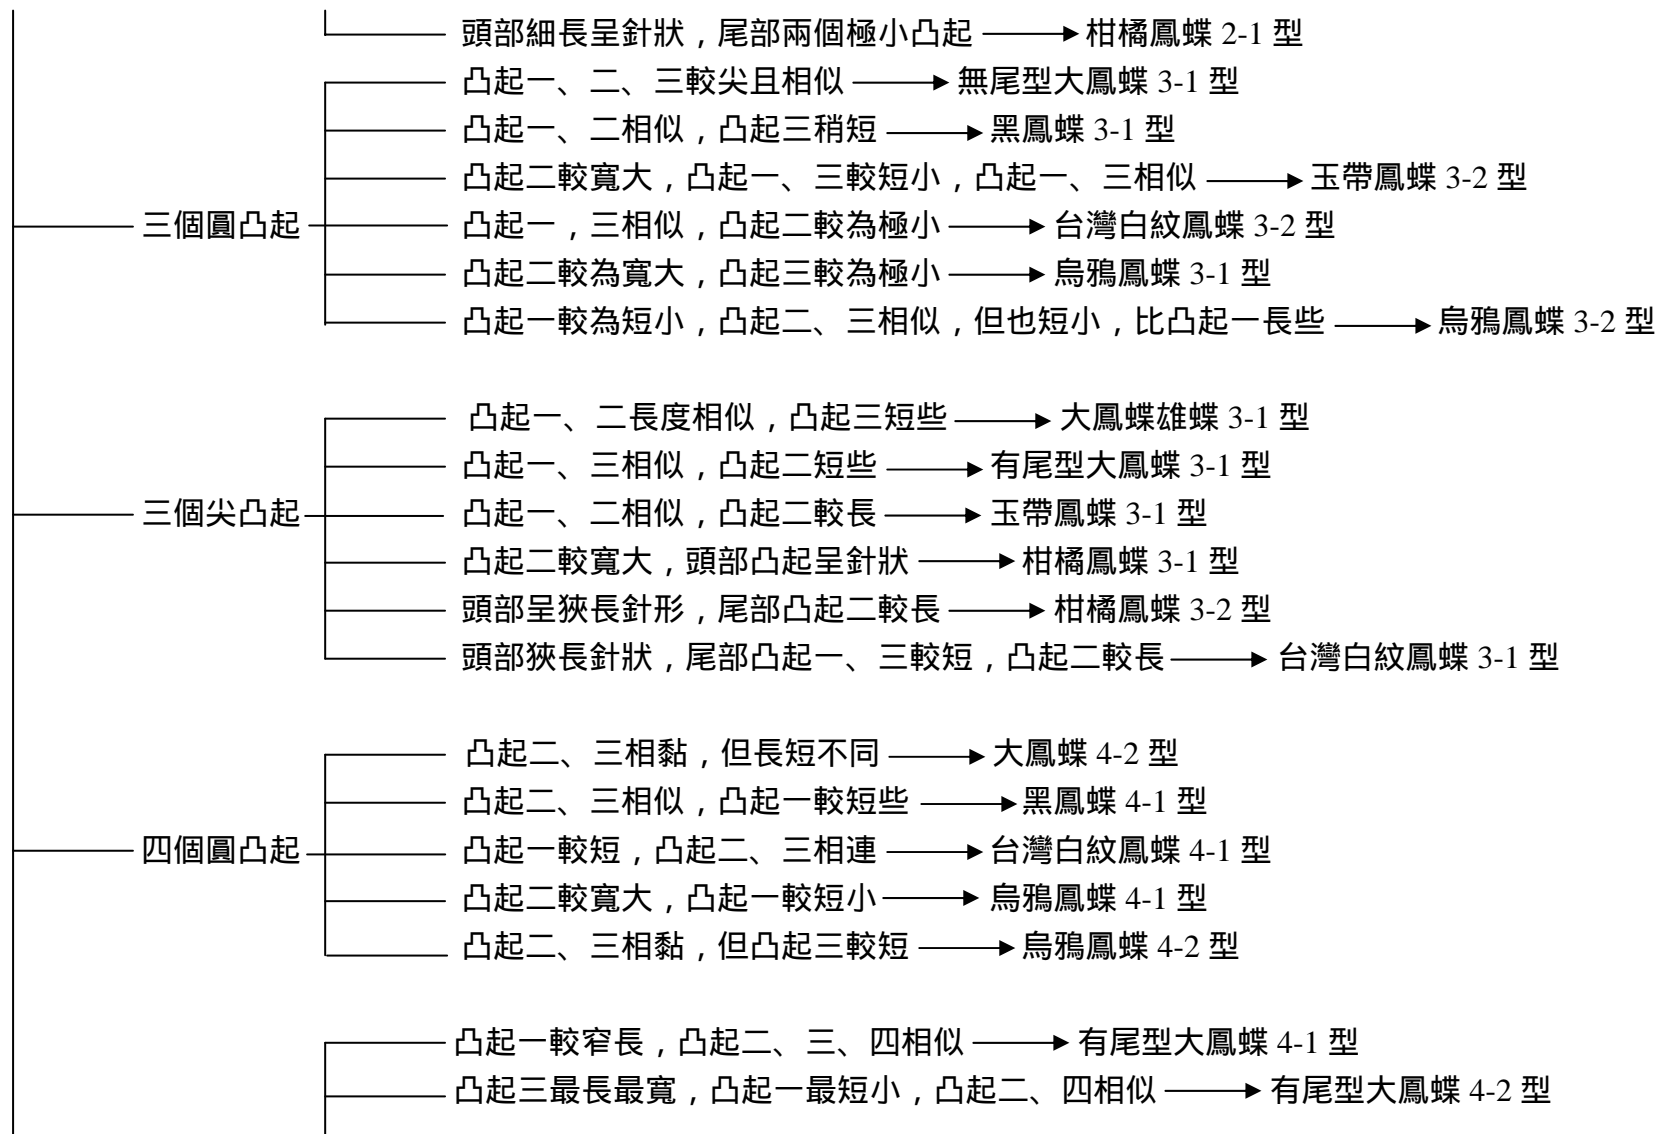 頭部細長呈針狀，尾部兩個極小凸起 → 柑橘鳳蝶 2-1 型
凸起一、二、三較尖且相似 → 無尾型大鳳蝶 3-1 型
凸起一、二相似，凸起三稍短 → 黑鳳蝶 3-1 型
凸起二較寬大，凸起一、三較短小，凸起一、三相似 → 玉帶鳳蝶 3-2 型
三個圓凸起
凸起一，三相似，凸起二較為極小 → 台灣白紋鳳蝶 3-2 型
凸起二較為寬大，凸起三較為極小 → 烏鴉鳳蝶 3-1 型
凸起一較為短小，凸起二、三相似，但也短小，比凸起一長些 → 烏鴉鳳蝶 3-2 型
凸起一、二長度相似，凸起三短些 → 大鳳蝶雄蝶 3-1 型
凸起一、三相似，凸起二短些 → 有尾型大鳳蝶 3-1 型
三個尖凸起
凸起一、二相似，凸起二較長 → 玉帶鳳蝶 3-1 型
凸起二較寬大，頭部凸起呈針狀 → 柑橘鳳蝶 3-1 型
頭部呈狹長針形，尾部凸起二較長 → 柑橘鳳蝶 3-2 型
頭部狹長針狀，尾部凸起一、三較短，凸起二較長 → 台灣白紋鳳蝶 3-1 型
凸起二、三相黏，但長短不同 → 大鳳蝶 4-2 型
凸起二、三相似，凸起一較短些 → 黑鳳蝶 4-1 型
四個圓凸起
凸起一較短，凸起二、三相連 → 台灣白紋鳳蝶 4-1 型
凸起二較寬大，凸起一較短小 → 烏鴉鳳蝶 4-1 型
凸起二、三相黏，但凸起三較短 → 烏鴉鳳蝶 4-2 型
凸起一較窄長，凸起二、三、四相似 → 有尾型大鳳蝶 4-1 型
凸起三最長最寬，凸起一最短小，凸起二、四相似 → 有尾型大鳳蝶 4-2 型